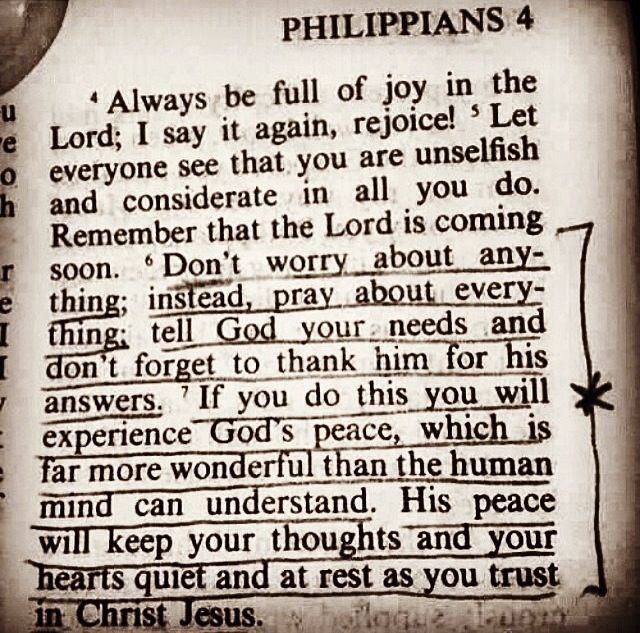 PHILIPPIANS 4
4 Always be full of joy in the
Lord; I say it again, rejoice! 5 Let
everyone see that you are unselfish
and considerate in all you do.
Remember that the Lord is coming
soon. 6 Don't worry about any-
thing; instead, pray about every-
thing; tell God your needs and
don't forget to thank him for his
answers. 7 If you do this you will
experience God's peace, which is
far more wonderful than the human
mind can understand. His peace
will keep your thoughts and your
hearts quiet and at rest as you trust
in Christ Jesus.